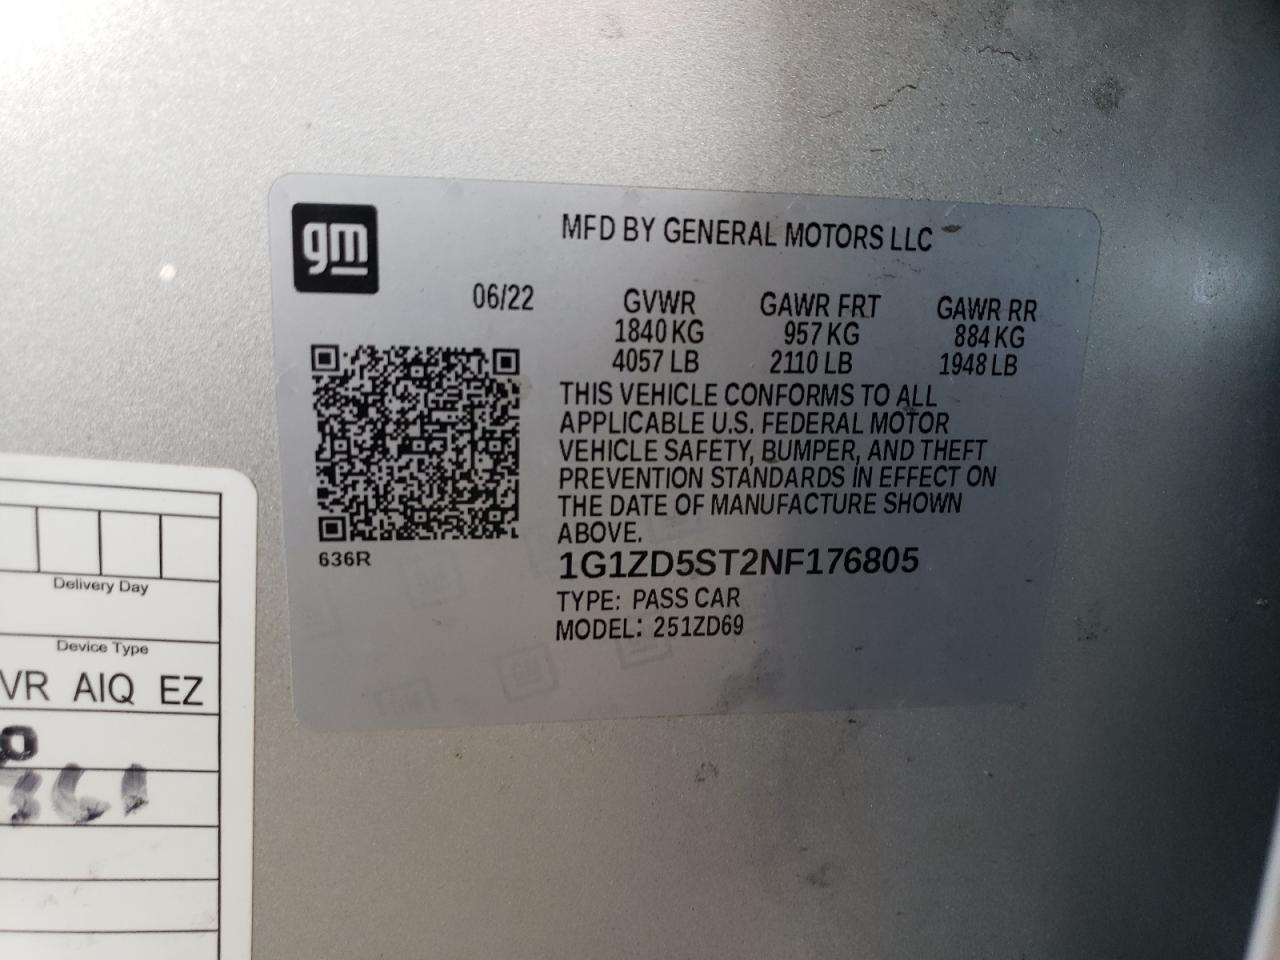 gm
MFD BY GENERAL MOTORS LLC
06/22
GVWR GAWR FRT GAWR RR
1840 KG 957 KG 884 KG
4057 LB 2110 LB 1948 LB
THIS VEHICLE CONFORMS TO ALL
APPLICABLE U.S. FEDERAL MOTOR
VEHICLE SAFETY, BUMPER, AND THEFT
PREVENTION STANDARDS IN EFFECT ON
THE DATE OF MANUFACTURE SHOWN
ABOVE.
636R
1G1ZD5ST2NF176805
TYPE: PASS CAR
MODEL: 251ZD69
Delivery Day
Device Type
VR AIQ EZ